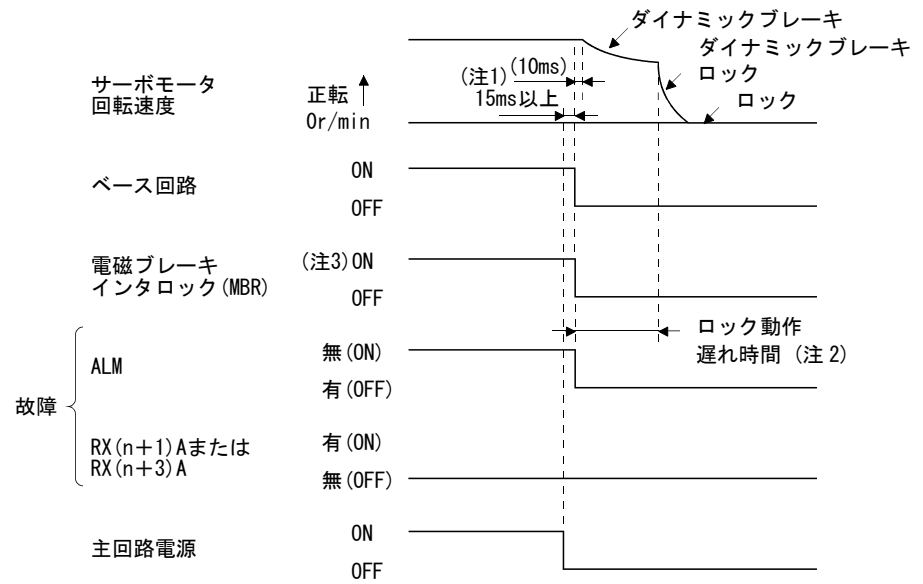 ダイナミックブレーキ
ダイナミックブレーキ
ロック
ロック
サーボモータ
回転速度
正転
0r/min
(注1)
(10ms)
15ms以上
ベース回路
ON
OFF
電磁ブレーキ
インタロック(MBR)
(注3)ON
OFF
ロック動作
遅れ時間 (注2)
故障
ALM
無(ON)
有(OFF)
RX(n+1)Aまたは
RX(n+3)A
有(ON)
無(OFF)
主回路電源
ON
OFF